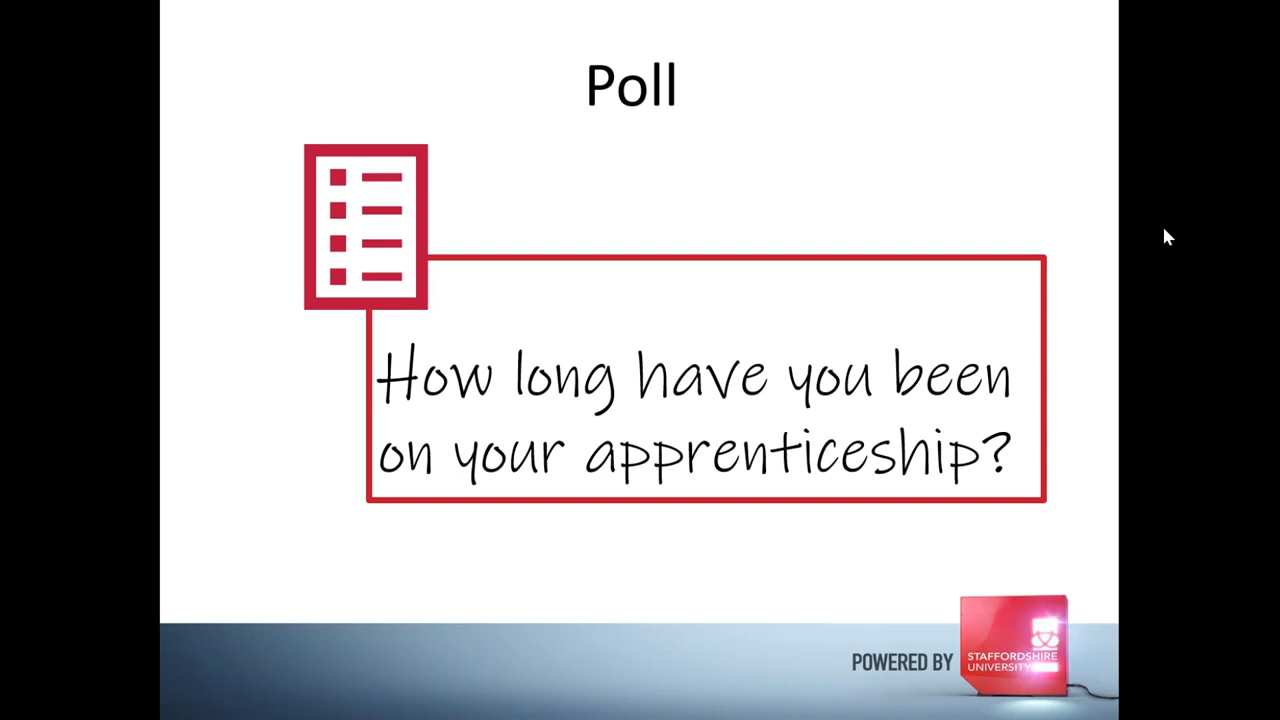 Poll
How long have you been
on your apprenticeship?
POWERED BY
STAFFORDSHIRE
UNIVERSITY